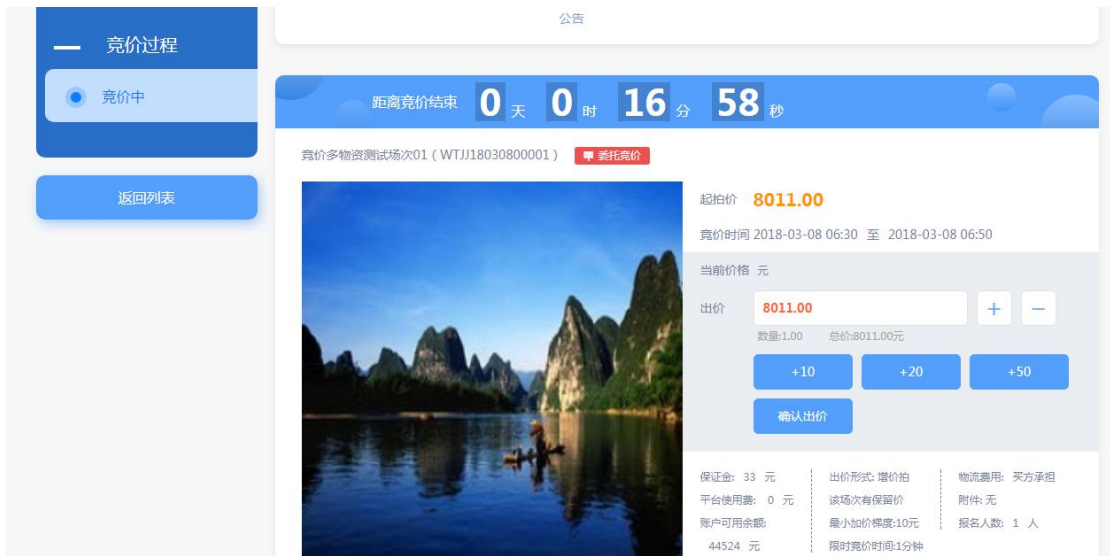 公告
竞价过程
竞价中
返回列表
距离竞价结束 0 天 0 时 16 分 58 秒
竞价多物资测试场次01 ( WTJJ18030800001 ) 委托竞价
起拍价 8011.00
竞价时间 2018-03-08 06:30 至 2018-03-08 06:50
当前价格 元
出价 8011.00 + −
数量:1.00 总价:8011.00元
+10 +20 +50
确认出价
保证金: 33 元 出价形式: 增价拍 物流费用: 买方承担
平台使用费: 0 元 该场次有保留价 附件: 无
账户可用余额: 最小加价梯度:10元 报名人数: 1 人
44524 元 限时竞价时间:1分钟